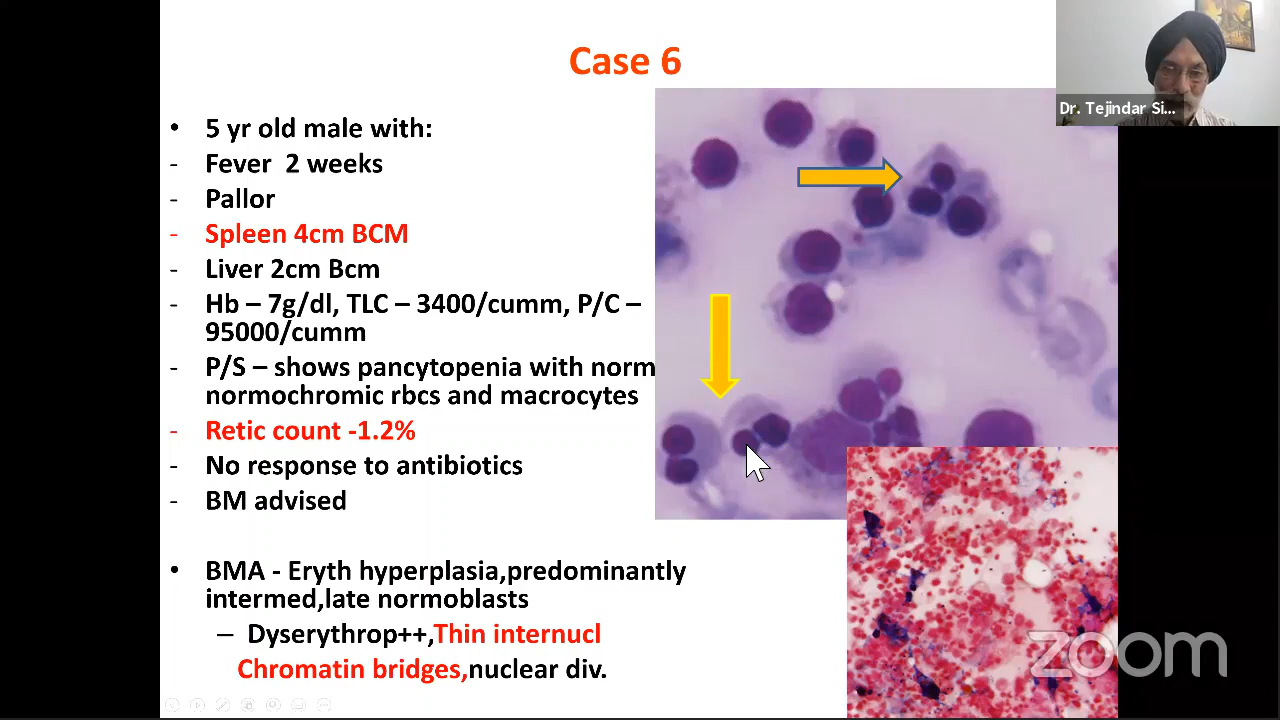 Case 6
Dr. Tejindar Si...
• 5 yr old male with:
- Fever 2 weeks
- Pallor
- Spleen 4cm BCM
- Liver 2cm Bcm
- Hb – 7g/dl, TLC – 3400/cumm, P/C –
95000/cumm
- P/S – shows pancytopenia with norm
normochromic rbcs and macrocytes
- Retic count -1.2%
- No response to antibiotics
- BM advised
• BMA - Eryth hyperplasia,predominantly
intermed,late normoblasts
– Dyserythrop++,Thin internucl
Chromatin bridges,nuclear div.
zoom